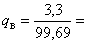 q_в = 3,3/99,69 =